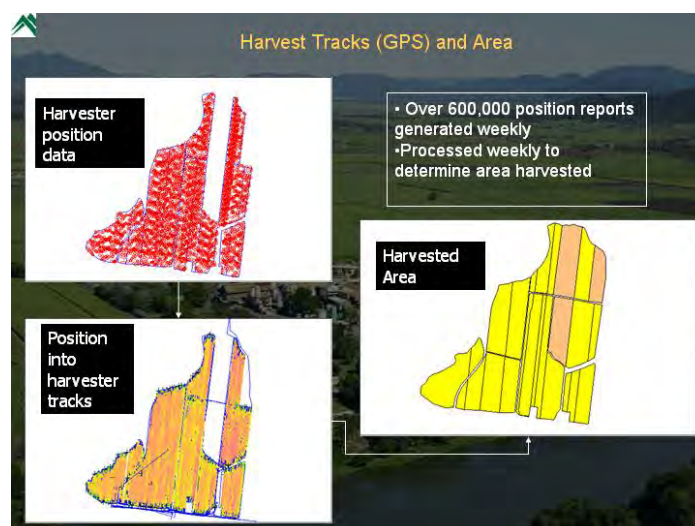 Harvest Tracks (GPS) and Area
Harvester
position
data
• Over 600,000 position reports
generated weekly
•Processed weekly to
determine area harvested
Harvested
Area
Position
into
harvester
tracks